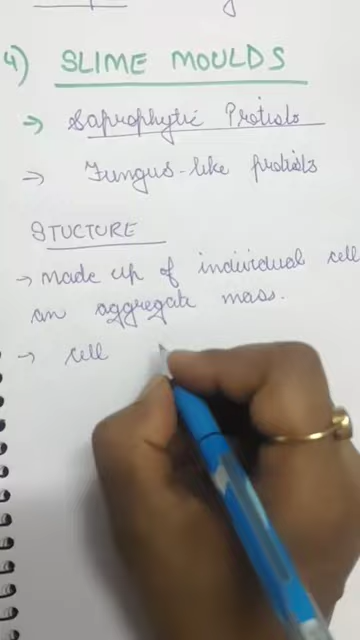 4) SLIME MOULDS
→ Saprophytic Protists
→ Fungus-like protists
STUCTURE
→ made up of individual cell
an aggregate mass.
→ cell